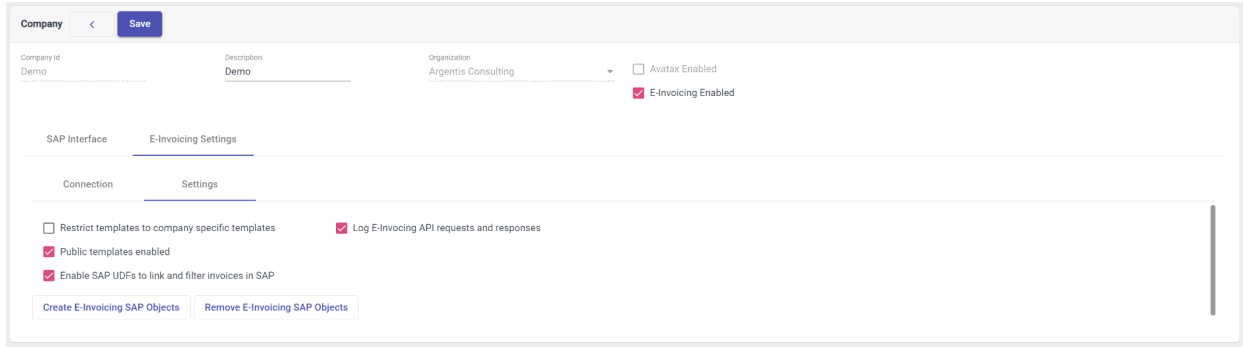 Company < Save
Company Id Description Organization
Demo Demo Argentis Consulting Avatax Enabled
E-Invoicing Enabled
SAP Interface E-Invoicing Settings
Connection Settings
Restrict templates to company specific templates Log E-Invocing API requests and responses
Public templates enabled
Enable SAP UDFs to link and filter invoices in SAP
Create E-Invoicing SAP Objects Remove E-Invoicing SAP Objects